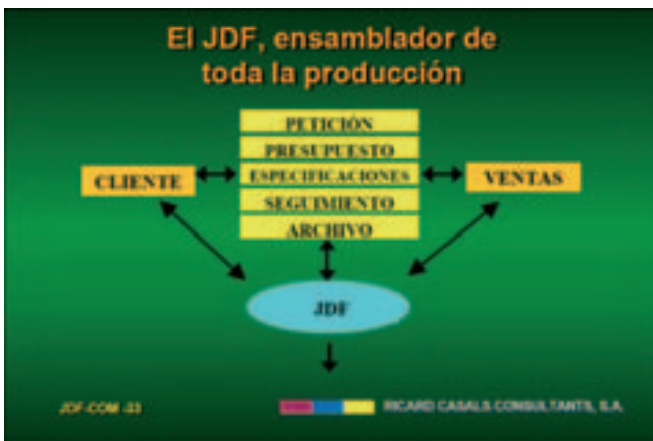 El JDF, ensamblador de
toda la producción
PETICIÓN
PRESUPUESTO
CLIENTE
ESPECIFICACIONES
VENTAS
SEGUIMIENTO
ARCHIVO
JDF
JDF-COM -33
RICARD CASALS CONSULTANTS, S.A.